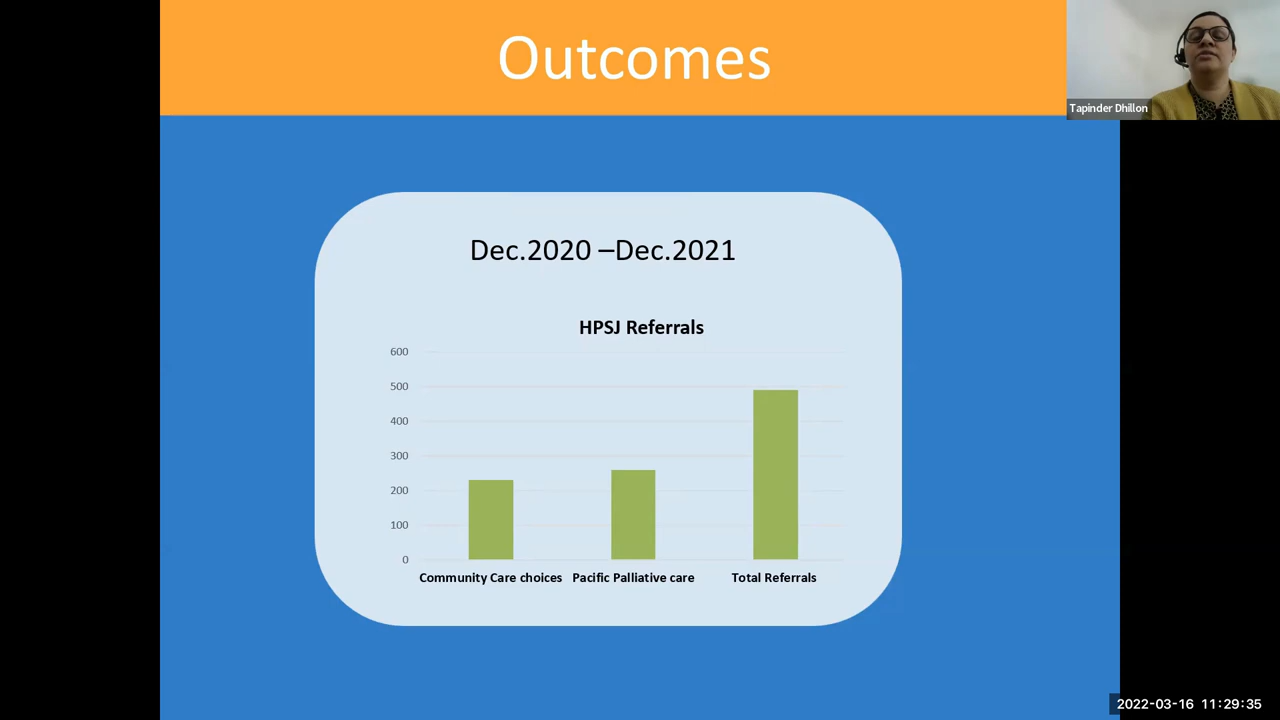 Outcomes
Tapinder Dhillon
Dec.2020 –Dec.2021
HPSJ Referrals
600
500
400
300
200
100
0
Community Care choices Pacific Palliative care Total Referrals
2022-03-16 11:29:35